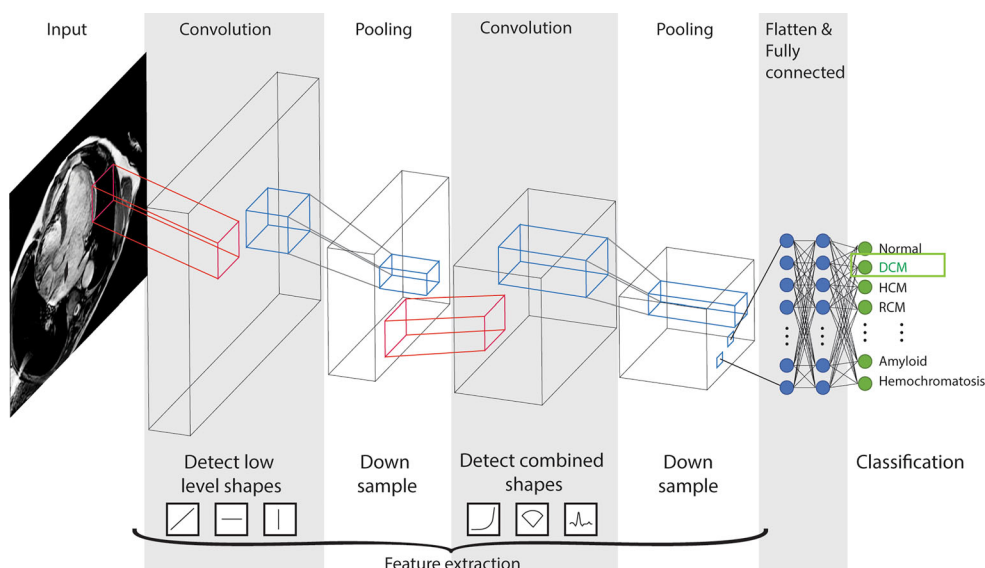 Input
Convolution
Pooling
Convolution
Pooling
Flatten &
Fully
connected
Normal
DCM
HCM
RCM
Amyloid
Hemochromatosis
Detect low
level shapes
Down
sample
Detect combined
shapes
Down
sample
Classification
Feature extraction